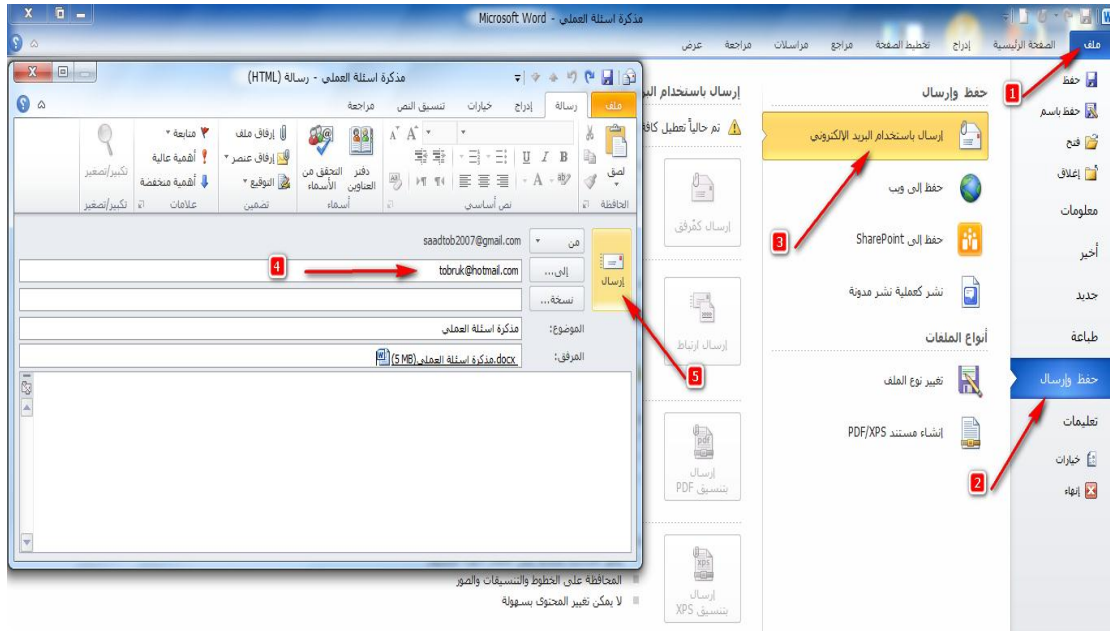 مذكرة اسئلة العملي - Microsoft Word
ملف الصفحة الرئيسية إدراج تخطيط الصفحة مراجع مراسلات مراجعة عرض
1
حفظ
حفظ باسم
فتح
إغلاق
معلومات
أخير
جديد
طباعة
حفظ وإرسال
2
تعليمات
خيارات
إنهاء
حفظ وإرسال
إرسال باستخدام البريد الإلكتروني
3
حفظ إلى ويب
حفظ إلى SharePoint
نشر كعملية نشر مدونة
أنواع الملفات
تغيير نوع الملف
إنشاء مستند PDF/XPS
إرسال باستخدام
تم حالياً تعطيل
إرسال كمُرفق
إرسال ارتباط
إرسال
بتنسيق PDF
إرسال
بتنسيق XPS
المحافظة على الخطوط والتنسيقات والصور
لا يمكن تغيير المحتوى بسهولة
مذكرة اسئلة العملي - رسالة (HTML)
ملف رسالة إدراج خيارات تنسيق النص مراجعة
لصق
الحافظة
B I U
A
نص أساسي
دفتر العناوين
التحقق من الأسماء
أسماء
إرفاق ملف
إرفاق عنصر
التوقيع
تضمين
متابعة
أهمية عالية
أهمية منخفضة
علامات
تكبير/تصغير
تكبير/تصغير
إرسال
من saadtob2007@gmail.com
إلى... tobruk@hotmail.com
4
نسخة...
الموضوع: مذكرة اسئلة العملي
المرفق: مذكرة اسئلة العملي.docx (5 MB)
5